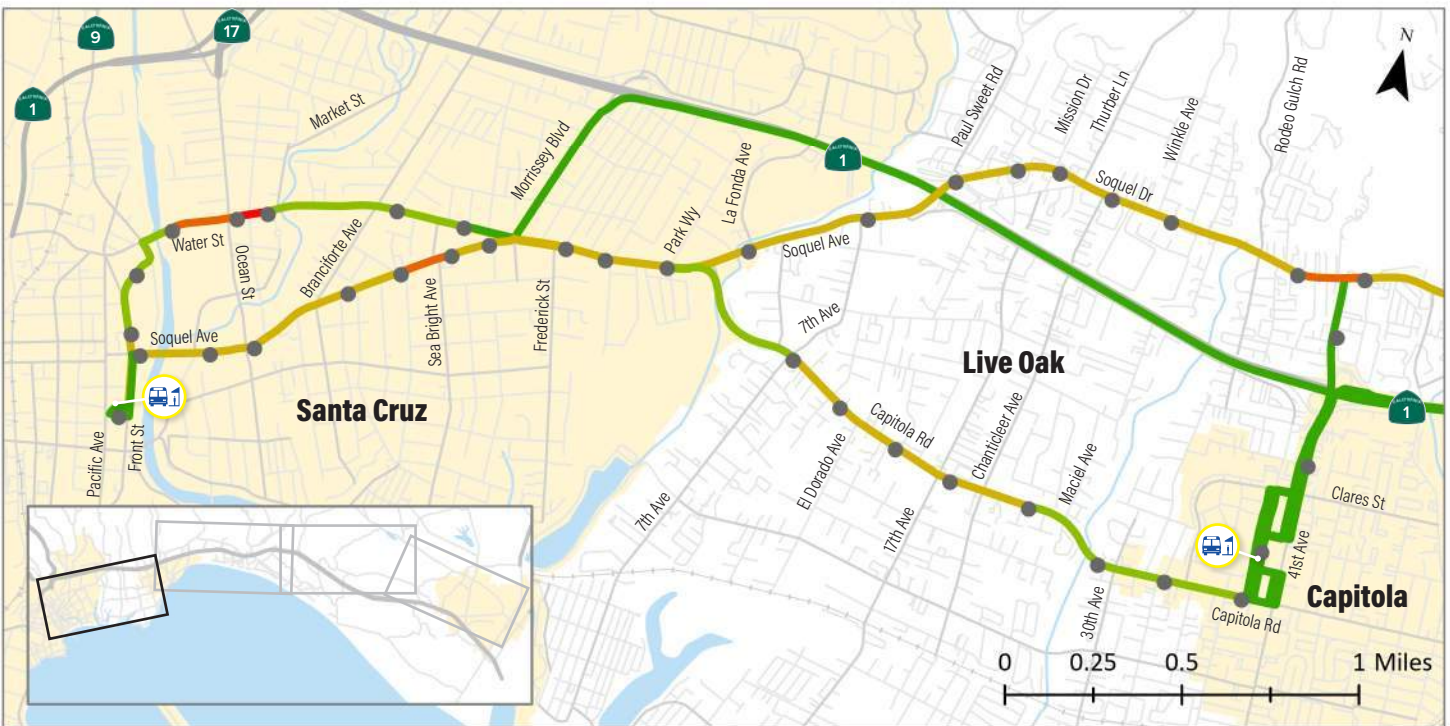 9
17
N
1
Market St
Morrissey Blvd
Paul Sweet Rd
Mission Dr
Thurber Ln
Winkle Ave
Rodeo Gulch Rd
La Fonda Ave
1
Soquel Dr
Park Wy
Water St
Ocean St
Branciforte Ave
Soquel Ave
Soquel Ave
Sea Bright Ave
Frederick St
7th Ave
Live Oak
Santa Cruz
1
Pacific Ave
Front St
El Dorado Ave
Capitola Rd
Chanticleer Ave
Maciel Ave
7th Ave
17th Ave
Clares St
41st Ave
30th Ave
Capitola
Capitola Rd
0 0.25 0.5 1 Miles